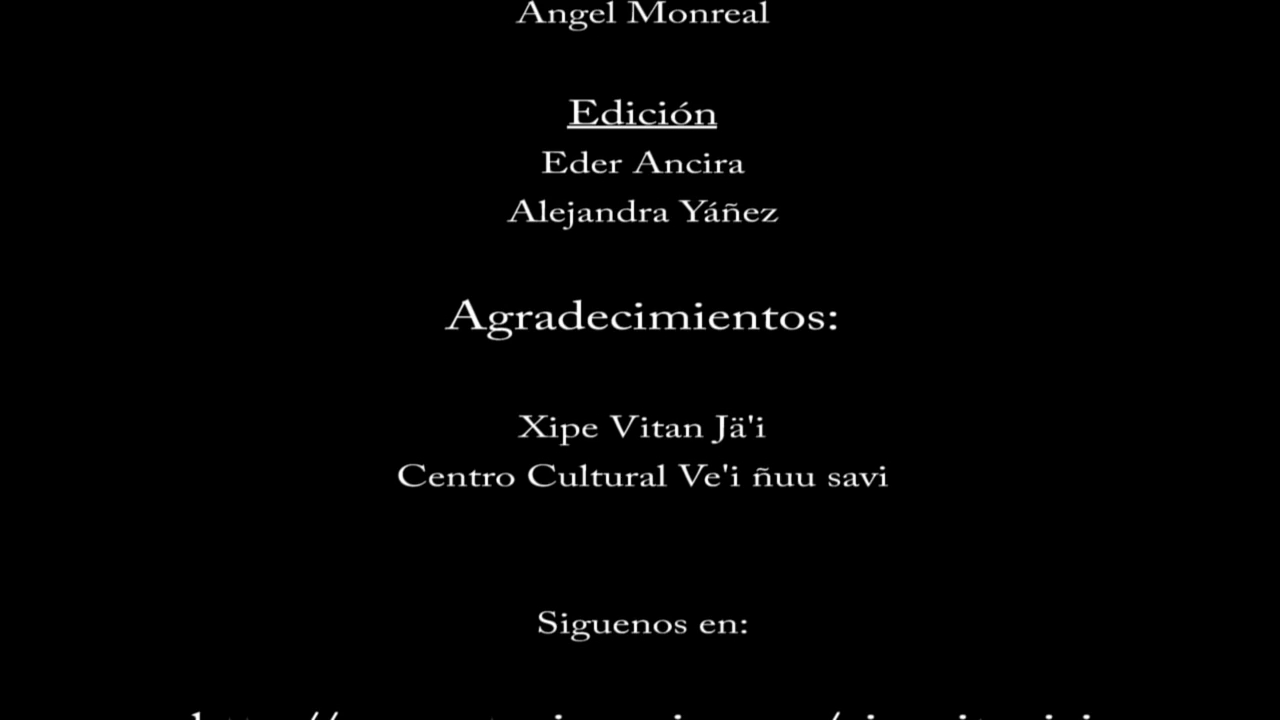 Angel Monreal
Edición
Eder Ancira
Alejandra Yáñez
Agradecimientos:
Xipe Vitan Jä'i
Centro Cultural Ve'i ñuu savi
Siguenos en: